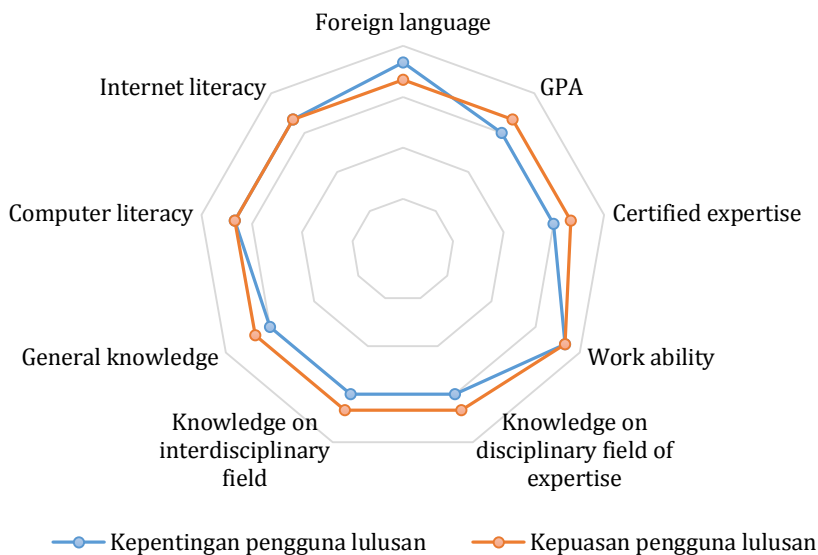 Foreign language
GPA
Certified expertise
Work ability
Knowledge on
disciplinary field of
expertise
Knowledge on
interdisciplinary
field
General knowledge
Computer literacy
Internet literacy
Kepentingan pengguna lulusan
Kepuasan pengguna lulusan